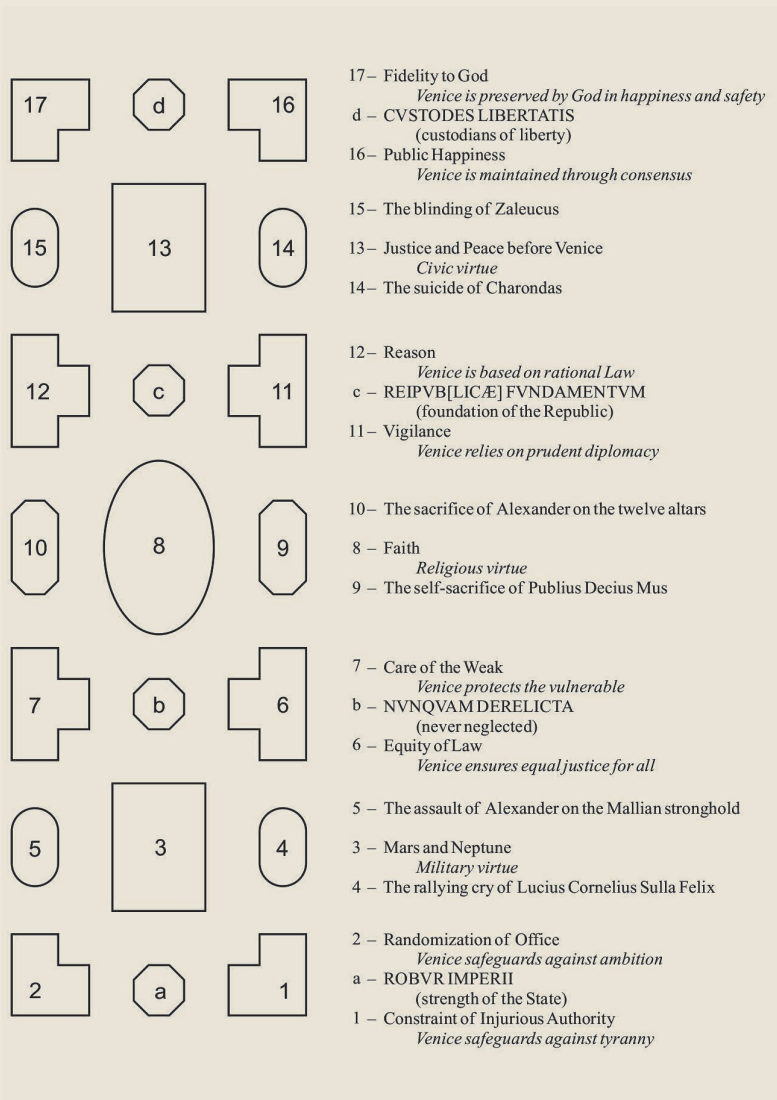 17
d
16
17 – Fidelity to God
Venice is preserved by God in happiness and safety
d – CVSTODES LIBERTATIS
(custodians of liberty)
16 – Public Happiness
Venice is maintained through consensus
15
13
14
15 – The blinding of Zaleucus
13 – Justice and Peace before Venice
Civic virtue
14 – The suicide of Charondas
12
c
11
12 – Reason
Venice is based on rational Law
c – REIPVB[LICÆ] FVNDAMENTVM
(foundation of the Republic)
11 – Vigilance
Venice relies on prudent diplomacy
10
8
9
10 – The sacrifice of Alexander on the twelve altars
8 – Faith
Religious virtue
9 – The self-sacrifice of Publius Decius Mus
7
b
6
7 – Care of the Weak
Venice protects the vulnerable
b – NVNQVAM DERELICTA
(never neglected)
6 – Equity of Law
Venice ensures equal justice for all
5
3
4
5 – The assault of Alexander on the Mallian stronghold
3 – Mars and Neptune
Military virtue
4 – The rallying cry of Lucius Cornelius Sulla Felix
2
a
1
2 – Randomization of Office
Venice safeguards against ambition
a – ROBVR IMPERII
(strength of the State)
1 – Constraint of Injurious Authority
Venice safeguards against tyranny